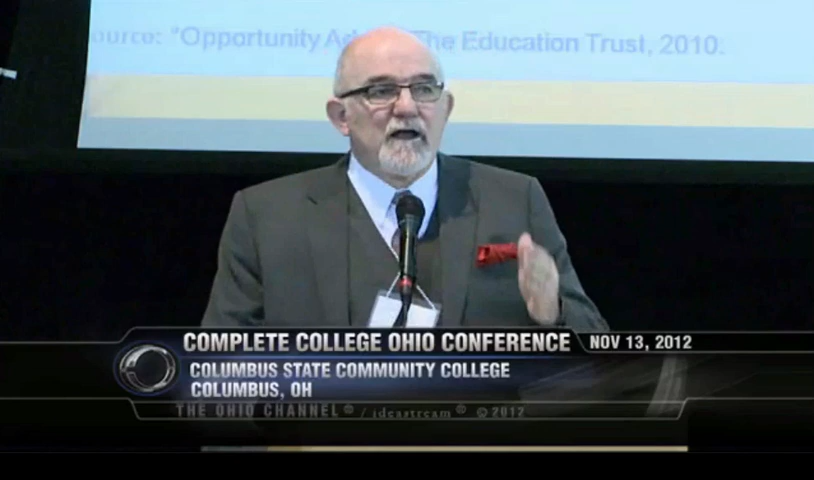 ource: "Opportunity Ad The Education Trust, 2010.
COMPLETE COLLEGE OHIO CONFERENCE NOV 13, 2012
COLUMBUS STATE COMMUNITY COLLEGE
COLUMBUS, OH
THE OHIO CHANNEL ® / ideastream ® © 2012